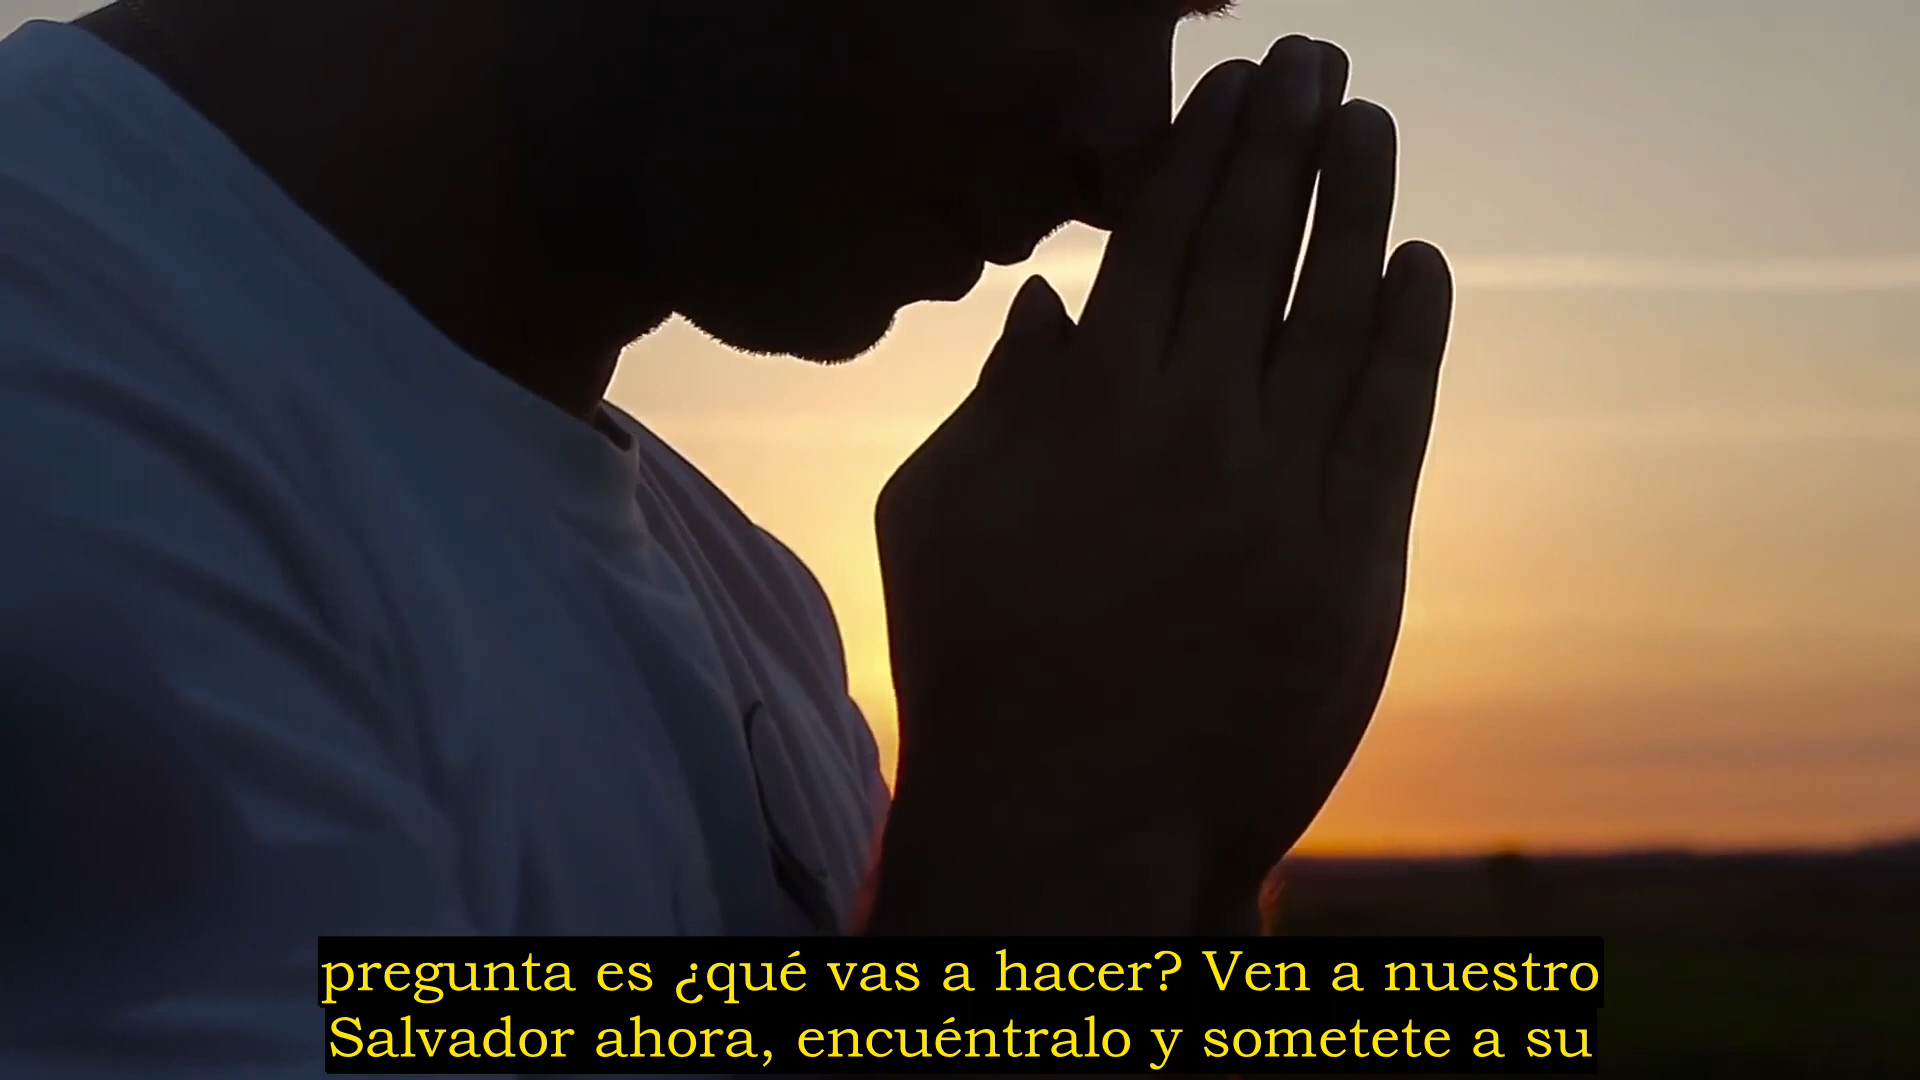 pregunta es ¿qué vas a hacer? Ven a nuestro
Salvador ahora, encuéntralo y sometete a su